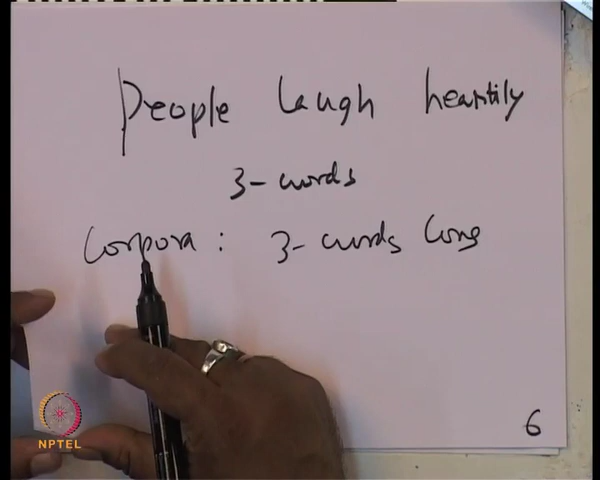 People laugh heartily
3-words
Corpora : 3-words long
6
NPTEL